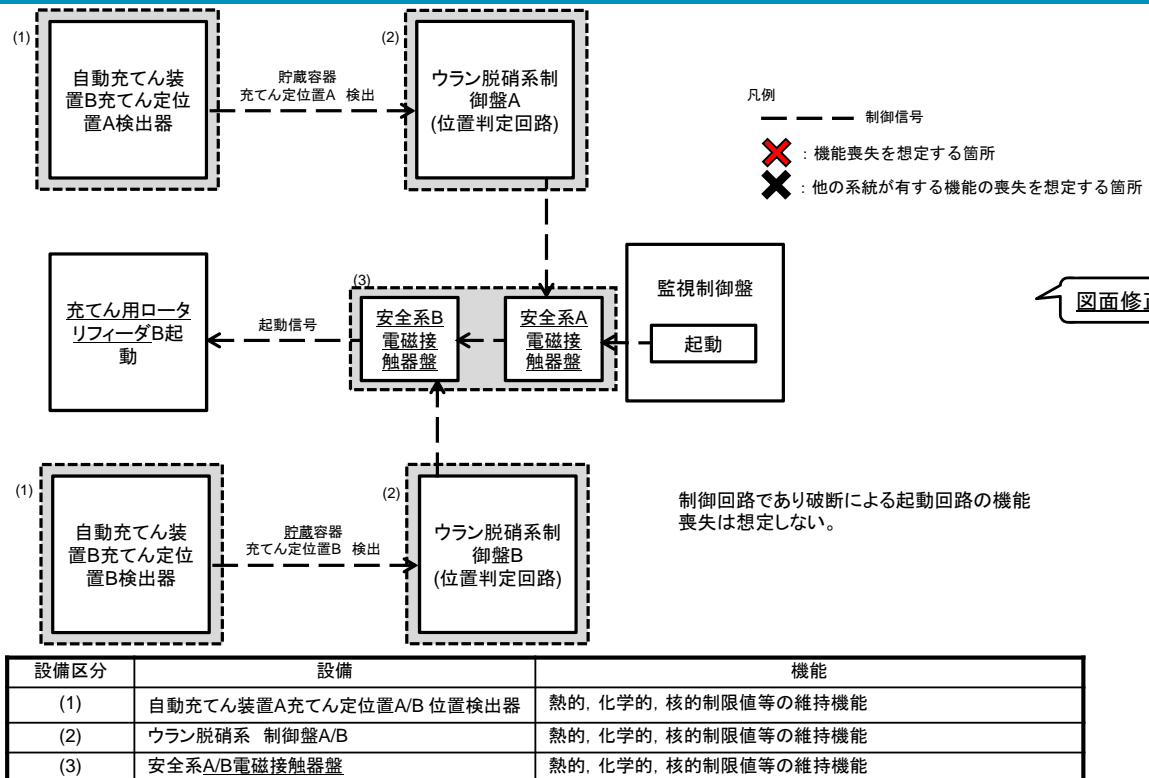 (1)
自動充てん装
置B充てん定位
置A検出器
貯蔵容器
充てん定位置A 検出
(2)
ウラン脱硝系制
御盤A
(位置判定回路)
凡例
制御信号
：機能喪失を想定する箇所
：他の系統が有する機能の喪失を想定する箇所
充てん用ロータ
リフィーダB起
動
起動信号
(3)
安全系B
電磁接
触器盤
安全系A
電磁接
触器盤
監視制御盤
起動
図面修正
(1)
自動充てん装
置B充てん定位
置B検出器
貯蔵容器
充てん定位置B 検出
(2)
ウラン脱硝系制
御盤B
(位置判定回路)
制御回路であり破断による起動回路の機能
喪失は想定しない。
設備区分 設備 機能
(1) 自動充てん装置A充てん定位置A/B 位置検出器 熱的，化学的，核的制限値等の維持機能
(2) ウラン脱硝系 制御盤A/B 熱的，化学的，核的制限値等の維持機能
(3) 安全系A/B電磁接触器盤 熱的，化学的，核的制限値等の維持機能